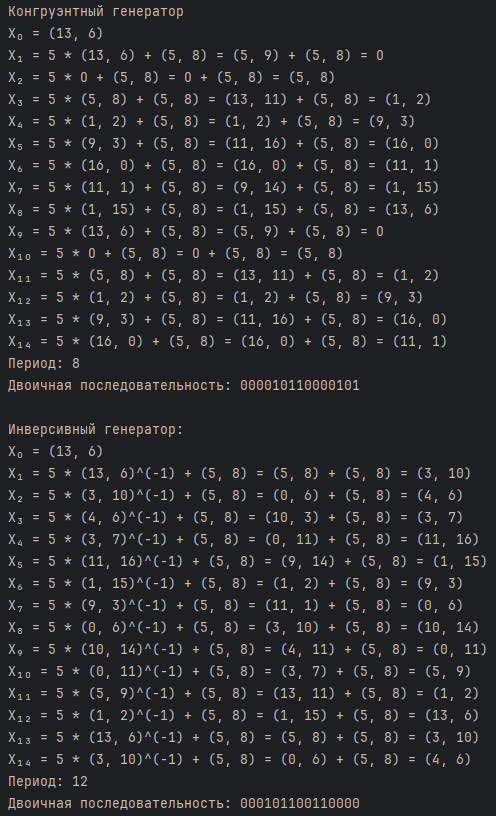 Конгруэнтный генератор
X₀ = (13, 6)
X₁ = 5 * (13, 6) + (5, 8) = (5, 9) + (5, 8) = O
X₂ = 5 * O + (5, 8) = O + (5, 8) = (5, 8)
X₃ = 5 * (5, 8) + (5, 8) = (13, 11) + (5, 8) = (1, 2)
X₄ = 5 * (1, 2) + (5, 8) = (1, 2) + (5, 8) = (9, 3)
X₅ = 5 * (9, 3) + (5, 8) = (11, 16) + (5, 8) = (16, 0)
X₆ = 5 * (16, 0) + (5, 8) = (16, 0) + (5, 8) = (11, 1)
X₇ = 5 * (11, 1) + (5, 8) = (9, 14) + (5, 8) = (1, 15)
X₈ = 5 * (1, 15) + (5, 8) = (1, 15) + (5, 8) = (13, 6)
X₉ = 5 * (13, 6) + (5, 8) = (5, 9) + (5, 8) = O
X₁₀ = 5 * O + (5, 8) = O + (5, 8) = (5, 8)
X₁₁ = 5 * (5, 8) + (5, 8) = (13, 11) + (5, 8) = (1, 2)
X₁₂ = 5 * (1, 2) + (5, 8) = (1, 2) + (5, 8) = (9, 3)
X₁₃ = 5 * (9, 3) + (5, 8) = (11, 16) + (5, 8) = (16, 0)
X₁₄ = 5 * (16, 0) + (5, 8) = (16, 0) + (5, 8) = (11, 1)
Период: 8
Двоичная последовательность: 000010110000101
Инверсивный генератор:
X₀ = (13, 6)
X₁ = 5 * (13, 6)^(-1) + (5, 8) = (5, 8) + (5, 8) = (3, 10)
X₂ = 5 * (3, 10)^(-1) + (5, 8) = (0, 6) + (5, 8) = (4, 6)
X₃ = 5 * (4, 6)^(-1) + (5, 8) = (10, 3) + (5, 8) = (3, 7)
X₄ = 5 * (3, 7)^(-1) + (5, 8) = (0, 11) + (5, 8) = (11, 16)
X₅ = 5 * (11, 16)^(-1) + (5, 8) = (9, 14) + (5, 8) = (1, 15)
X₆ = 5 * (1, 15)^(-1) + (5, 8) = (1, 2) + (5, 8) = (9, 3)
X₇ = 5 * (9, 3)^(-1) + (5, 8) = (11, 1) + (5, 8) = (0, 6)
X₈ = 5 * (0, 6)^(-1) + (5, 8) = (3, 10) + (5, 8) = (10, 14)
X₉ = 5 * (10, 14)^(-1) + (5, 8) = (4, 11) + (5, 8) = (0, 11)
X₁₀ = 5 * (0, 11)^(-1) + (5, 8) = (3, 7) + (5, 8) = (5, 9)
X₁₁ = 5 * (5, 9)^(-1) + (5, 8) = (13, 11) + (5, 8) = (1, 2)
X₁₂ = 5 * (1, 2)^(-1) + (5, 8) = (1, 15) + (5, 8) = (13, 6)
X₁₃ = 5 * (13, 6)^(-1) + (5, 8) = (5, 8) + (5, 8) = (3, 10)
X₁₄ = 5 * (3, 10)^(-1) + (5, 8) = (0, 6) + (5, 8) = (4, 6)
Период: 12
Двоичная последовательность: 000101100110000